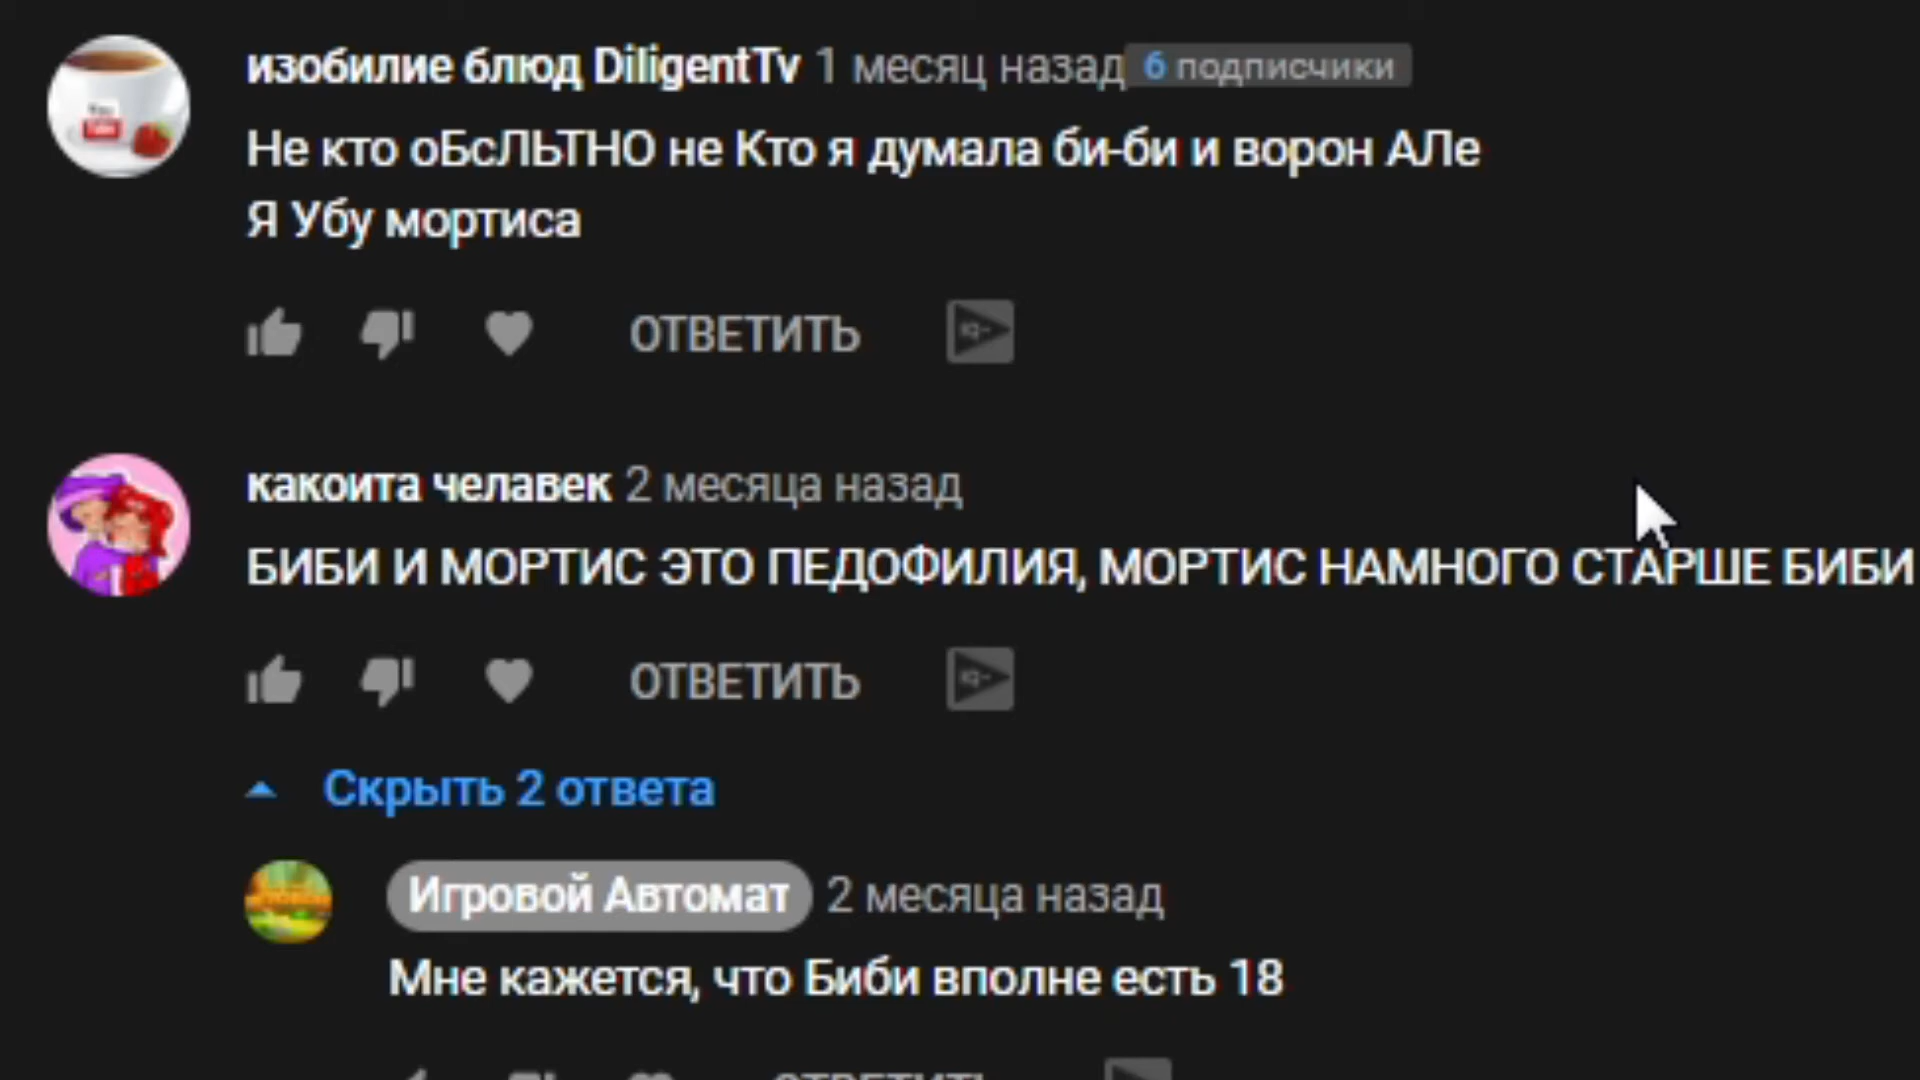 изобилие блюд DiligentTv 1 месяц назад 6 подписчики
Не кто оБсЛЬТНО не Кто я думала би-би и ворон АЛе
Я Убу мортиса
ОТВЕТИТЬ
какоита челавек 2 месяца назад
БИБИ И МОРТИС ЭТО ПЕДОФИЛИЯ, МОРТИС НАМНОГО СТАРШЕ БИБИ
ОТВЕТИТЬ
Скрыть 2 ответа
Игровой Автомат 2 месяца назад
Мне кажется, что Биби вполне есть 18